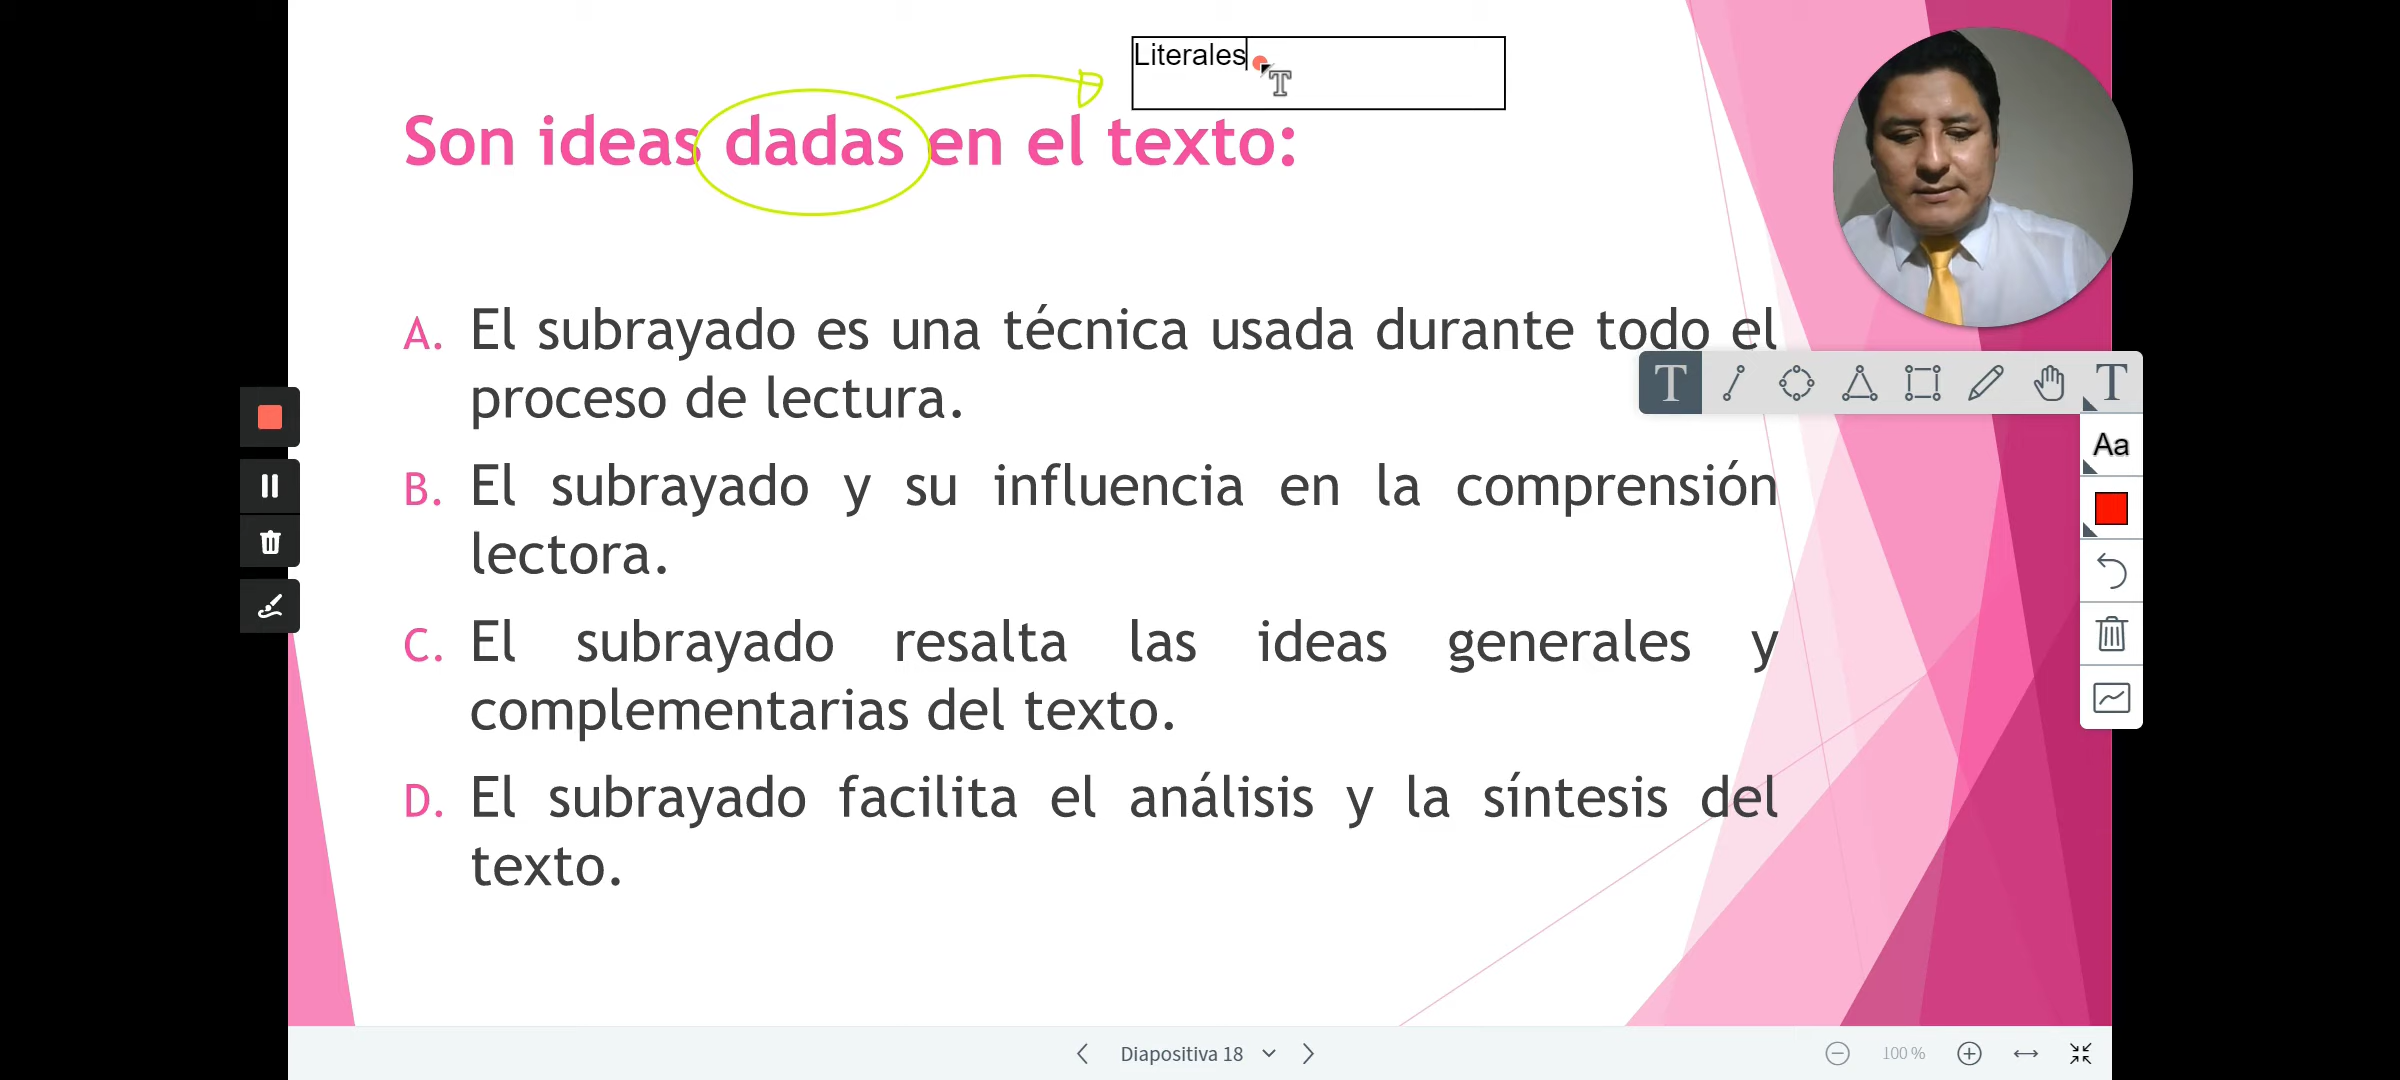 Literales
Son ideas dadas en el texto:
A. El subrayado es una técnica usada durante todo el
proceso de lectura.
T T
Aa
B. El subrayado y su influencia en la comprensión
lectora.
C. El subrayado resalta las ideas generales y
complementarias del texto.
D. El subrayado facilita el análisis y la síntesis del
texto.
Diapositiva 18
100 %